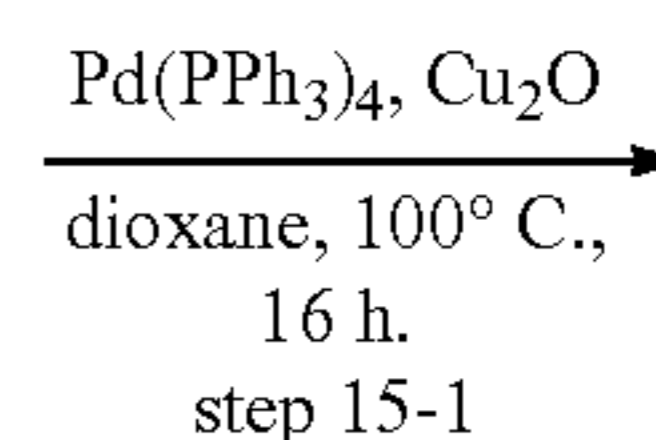 Pd(PPh₃)₄, Cu₂O
dioxane, 100° C.,
16 h.
step 15-1